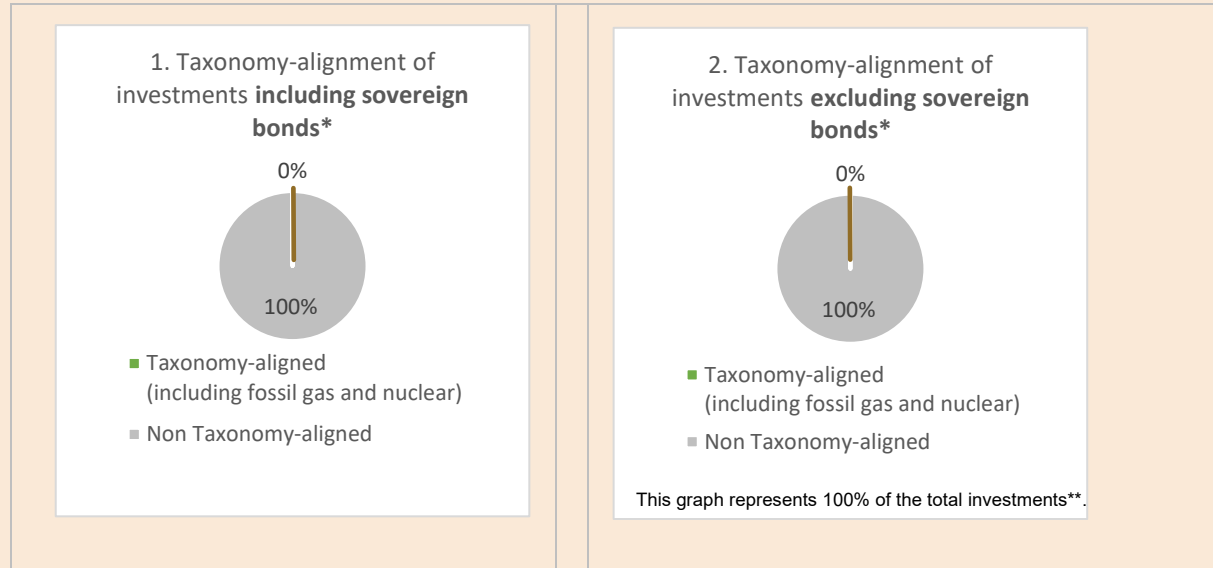 1. Taxonomy-alignment of
investments including sovereign
bonds*
0%
100%
Taxonomy-aligned
(including fossil gas and nuclear)
Non Taxonomy-aligned
2. Taxonomy-alignment of
investments excluding sovereign
bonds*
0%
100%
Taxonomy-aligned
(including fossil gas and nuclear)
Non Taxonomy-aligned
This graph represents 100% of the total investments**.